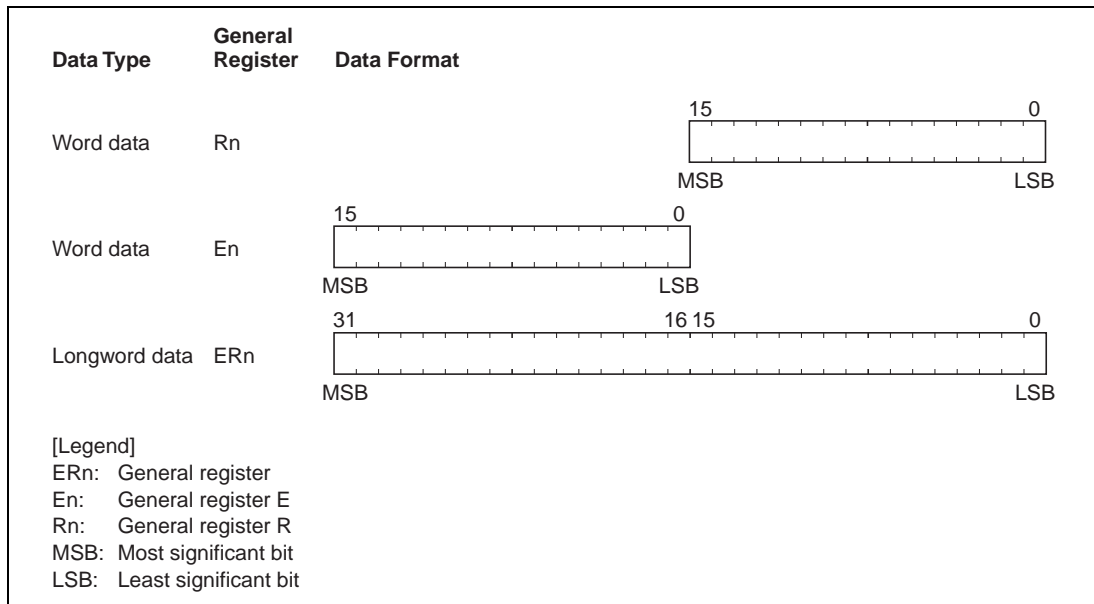 Data Type General Register Data Format
15 0
Word data Rn
MSB LSB
15 0
Word data En
MSB LSB
31 16 15 0
Longword data ERn
MSB LSB
[Legend]
ERn: General register
En: General register E
Rn: General register R
MSB: Most significant bit
LSB: Least significant bit